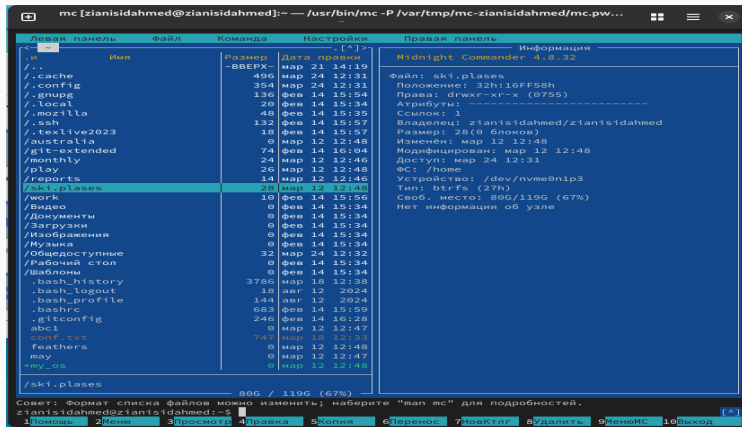 mc [zianisidahmed@zianisidahmed]:~ — /usr/bin/mc -P /var/tmp/mc-zianisidahmed/mc.pw...
Левая панель Файл Команда Настройки Правая панель
<— ~ .[^]> Информация
.и Имя Размер Дата правки Midnight Commander 4.8.32
/.. -ВВЕРХ- мар 21 14:19
/.cache 496 мар 24 12:31 Файл: ski.plases
/.config 354 мар 24 12:31 Положение: 32h:16FF58h
/.gnupg 136 фев 14 15:54 Права: drwxr-xr-x (0755)
/.local 20 фев 14 15:34 Атрибуты: ------------------------
/.mozilla 48 фев 14 15:35 Ссылок: 1
/.ssh 132 фев 14 15:57 Владелец: zianisidahmed/zianisidahmed
/.texlive2023 18 фев 14 15:57 Размер: 28(0 блоков)
/australia 0 мар 12 12:48 Изменён: мар 12 12:48
/git-extended 74 фев 14 16:04 Модифицирован: мар 12 12:48
/monthly 24 мар 12 12:46 Доступ: мар 24 12:31
/play 26 мар 12 12:48 ФС: /home
/reports 14 мар 12 12:46 Устройство: /dev/nvme0n1p3
/ski.plases 28 мар 12 12:48 Тип: btrfs (27h)
/work 10 фев 14 15:56 Своб. место: 80G/119G (67%)
/Видео 0 фев 14 15:34 Нет информации об узле
/Документы 0 фев 14 15:34
/Загрузки 0 фев 14 15:34
/Изображения 0 фев 14 15:34
/Музыка 0 фев 14 15:34
/Общедоступные 32 мар 24 12:32
/Рабочий стол 0 фев 14 15:34
/Шаблоны 0 фев 14 15:34
.bash_history 3786 мар 18 12:38
.bash_logout 18 авг 12 2024
.bash_profile 144 авг 12 2024
.bashrc 683 фев 14 15:59
.gitconfig 246 фев 14 16:28
abc1 0 мар 12 12:47
conf.txt 747 мар 18 12:33
feathers 0 мар 12 12:48
may 0 мар 12 12:47
*my_os 0 мар 12 12:48
/ski.plases
80G / 119G (67%)
Совет: Формат списка файлов можно изменить; наберите "man mc" для подробностей.
zianisidahmed@zianisidahmed:~$ [^]
1Помощь 2Меню 3Просмотр 4Правка 5Копия 6Перенос 7НовКтлг 8Удалить 9МенюMC 10Выход